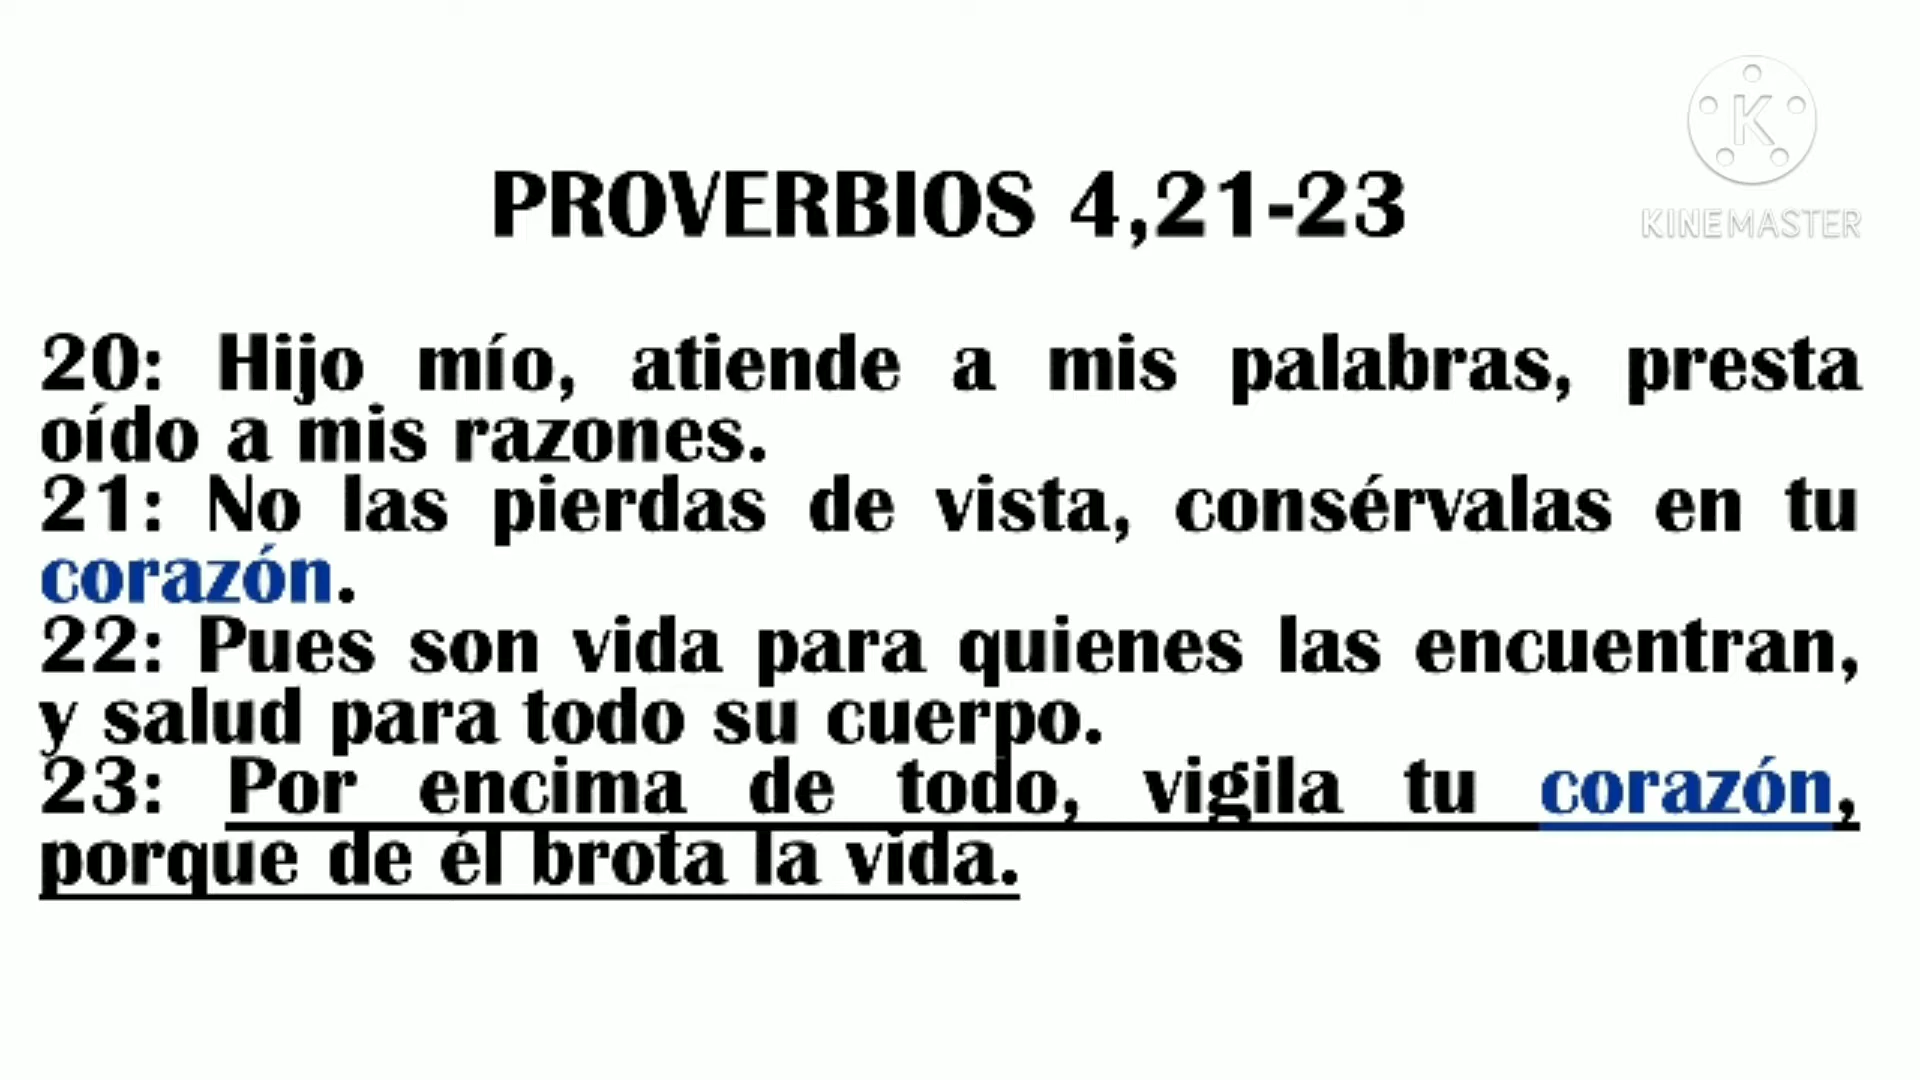 K
KINEMASTER
PROVERBIOS 4,21-23
20: Hijo mío, atiende a mis palabras, presta
oído a mis razones.
21: No las pierdas de vista, consérvalas en tu
corazón.
22: Pues son vida para quienes las encuentran,
y salud para todo su cuerpo.
23: Por encima de todo, vigila tu corazón,
porque de él brota la vida.